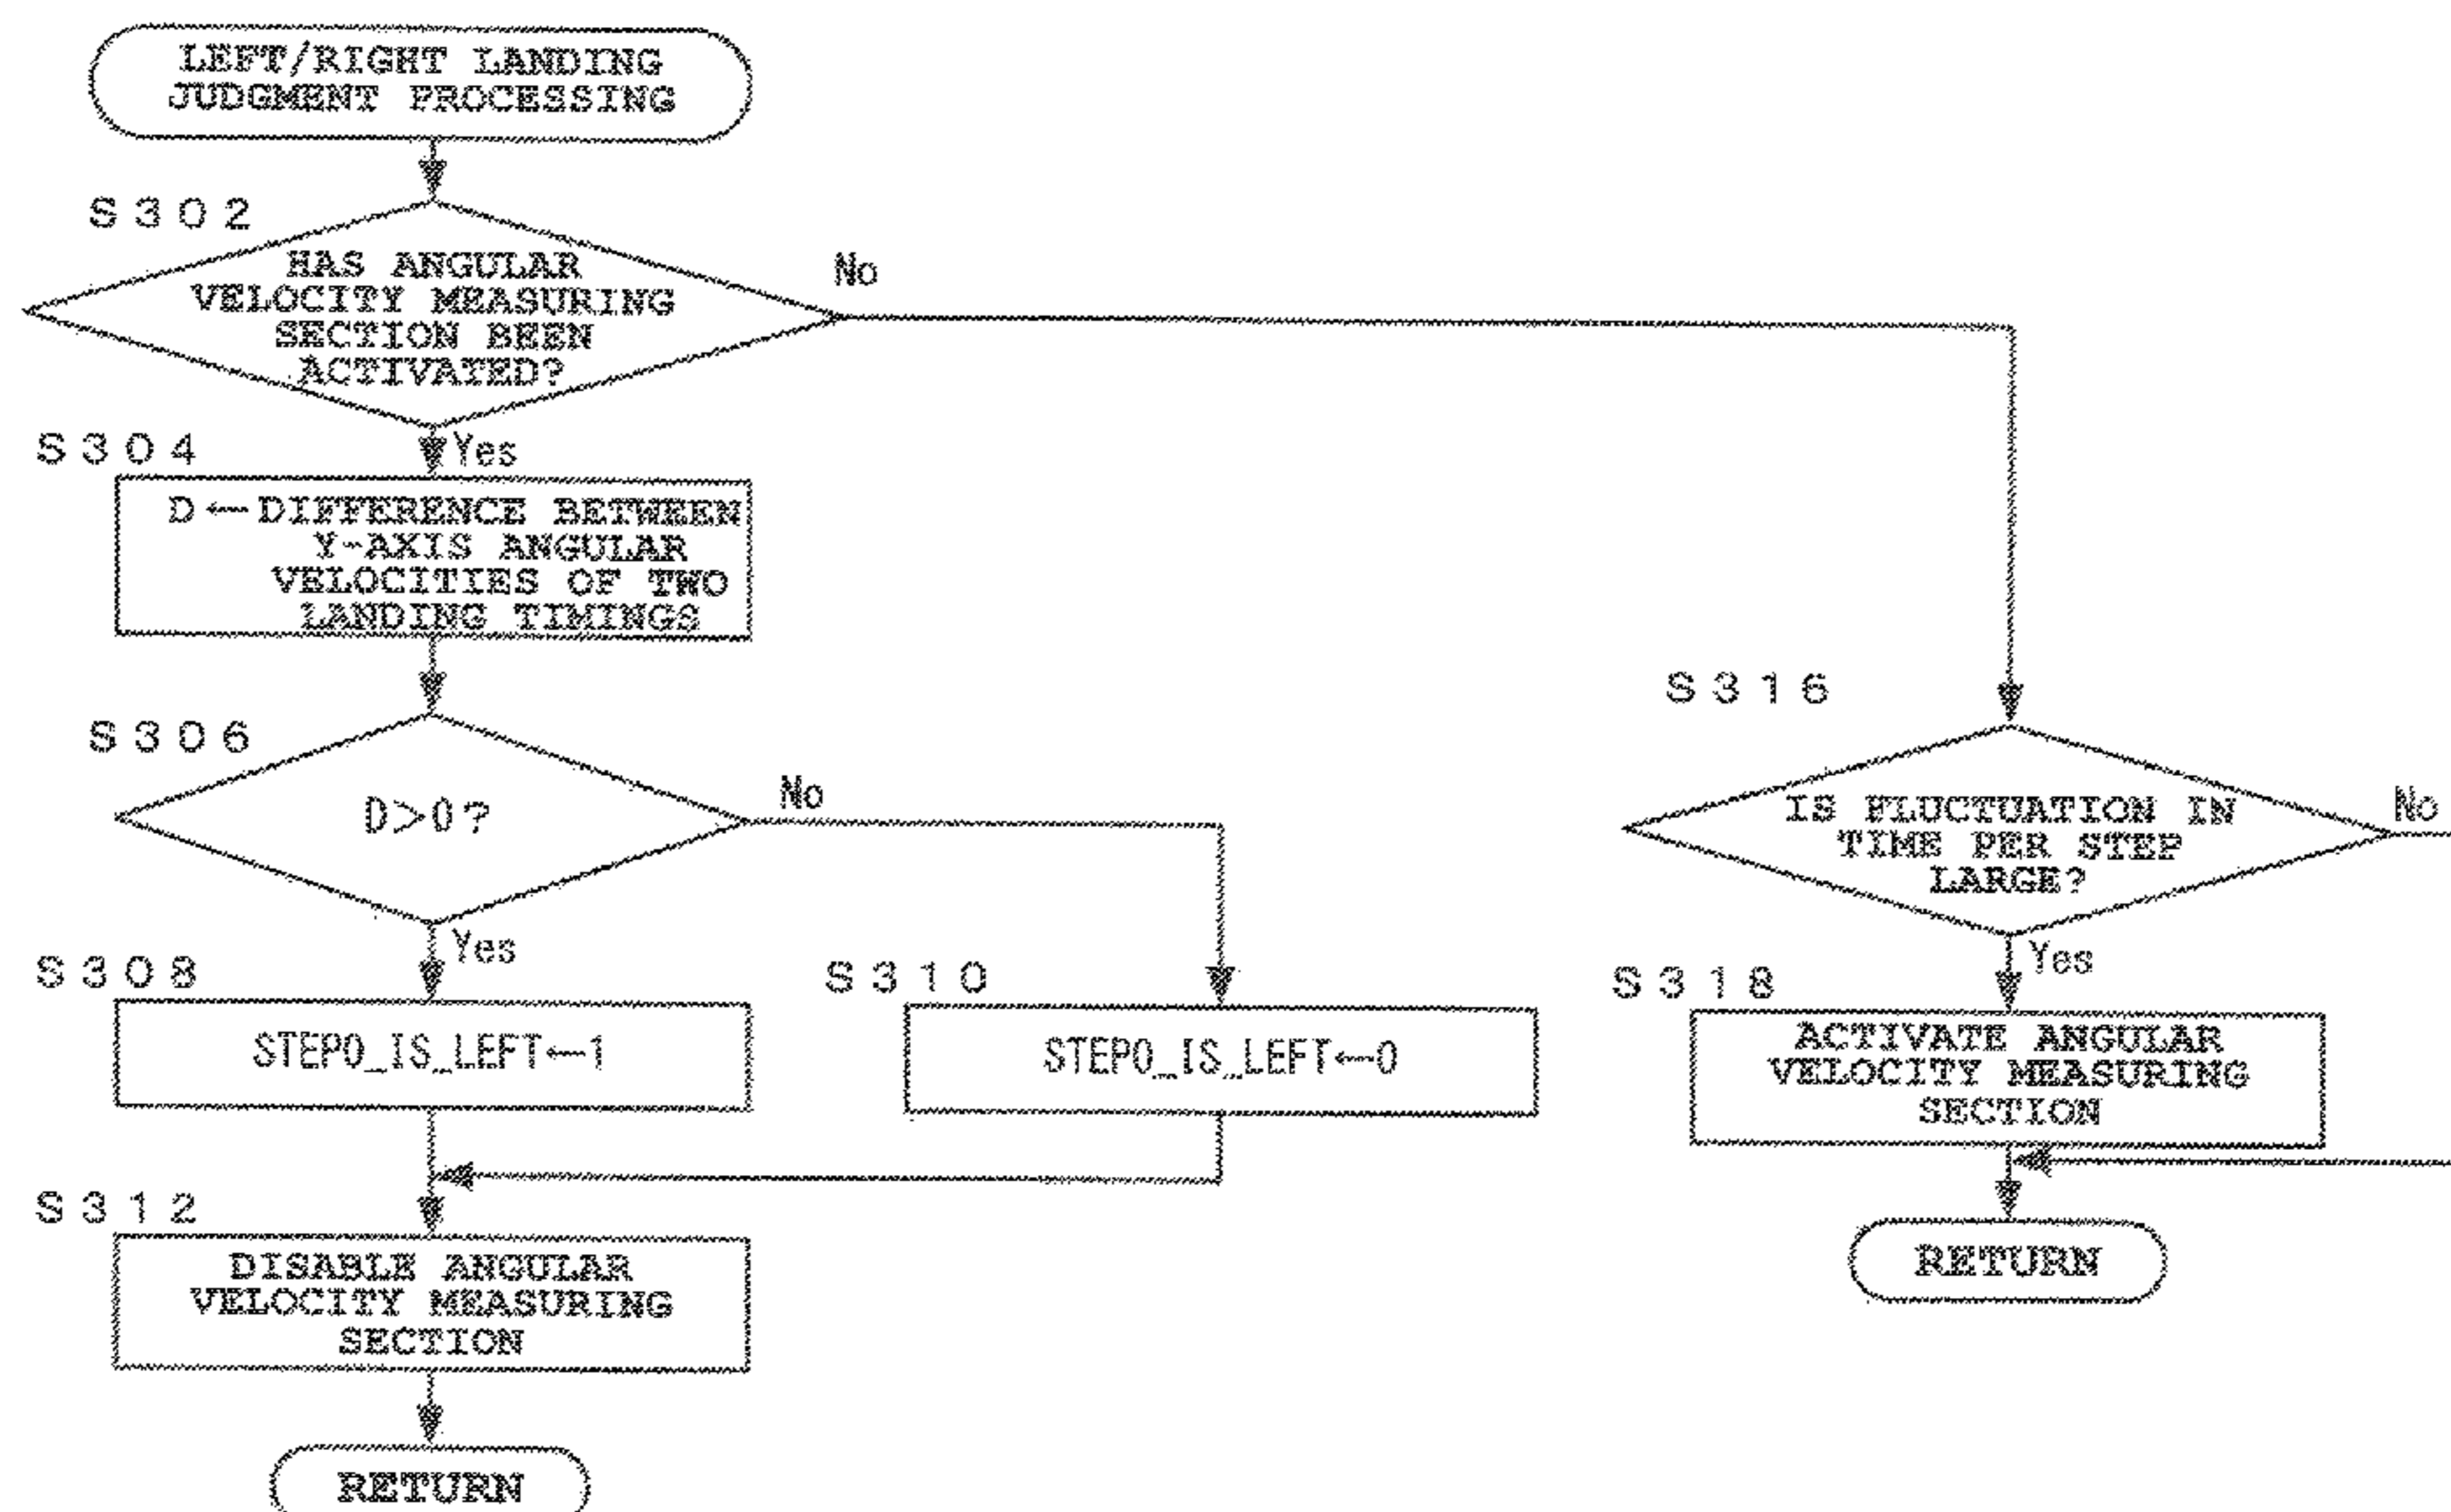 LEFT/RIGHT LANDING
JUDGMENT PROCESSING
S302
HAS ANGULAR
VELOCITY MEASURING
SECTION BEEN
ACTIVATED?
No
Yes
S304
D←DIFFERENCE BETWEEN
Y-AXIS ANGULAR
VELOCITIES OF TWO
LANDING TIMINGS
S306
D>0?
No
Yes
S308
STEP0_IS_LEFT←1
S310
STEP0_IS_LEFT←0
S312
DISABLE ANGULAR
VELOCITY MEASURING
SECTION
RETURN
S316
IS FLUCTUATION IN
TIME PER STEP
LARGE?
No
Yes
S318
ACTIVATE ANGULAR
VELOCITY MEASURING
SECTION
RETURN